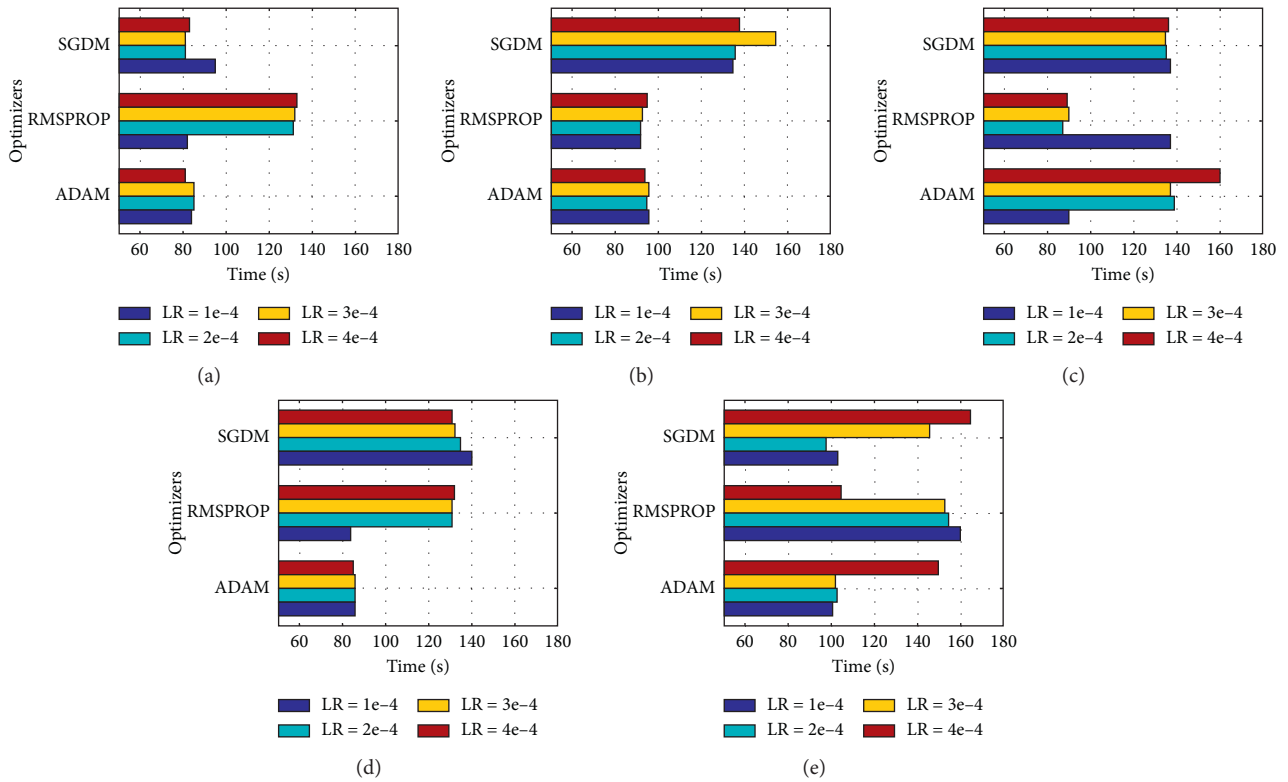 SGDM
RMSPROP
ADAM
Optimizers
60 80 100 120 140 160 180
Time (s)
LR = 1e–4 LR = 3e–4
LR = 2e–4 LR = 4e–4
(a)
SGDM
RMSPROP
ADAM
Optimizers
60 80 100 120 140 160 180
Time (s)
LR = 1e–4 LR = 3e–4
LR = 2e–4 LR = 4e–4
(b)
SGDM
RMSPROP
ADAM
Optimizers
60 80 100 120 140 160 180
Time (s)
LR = 1e–4 LR = 3e–4
LR = 2e–4 LR = 4e–4
(c)
SGDM
RMSPROP
ADAM
Optimizers
60 80 100 120 140 160 180
Time (s)
LR = 1e–4 LR = 3e–4
LR = 2e–4 LR = 4e–4
(d)
SGDM
RMSPROP
ADAM
Optimizers
60 80 100 120 140 160 180
Time (s)
LR = 1e–4 LR = 3e–4
LR = 2e–4 LR = 4e–4
(e)